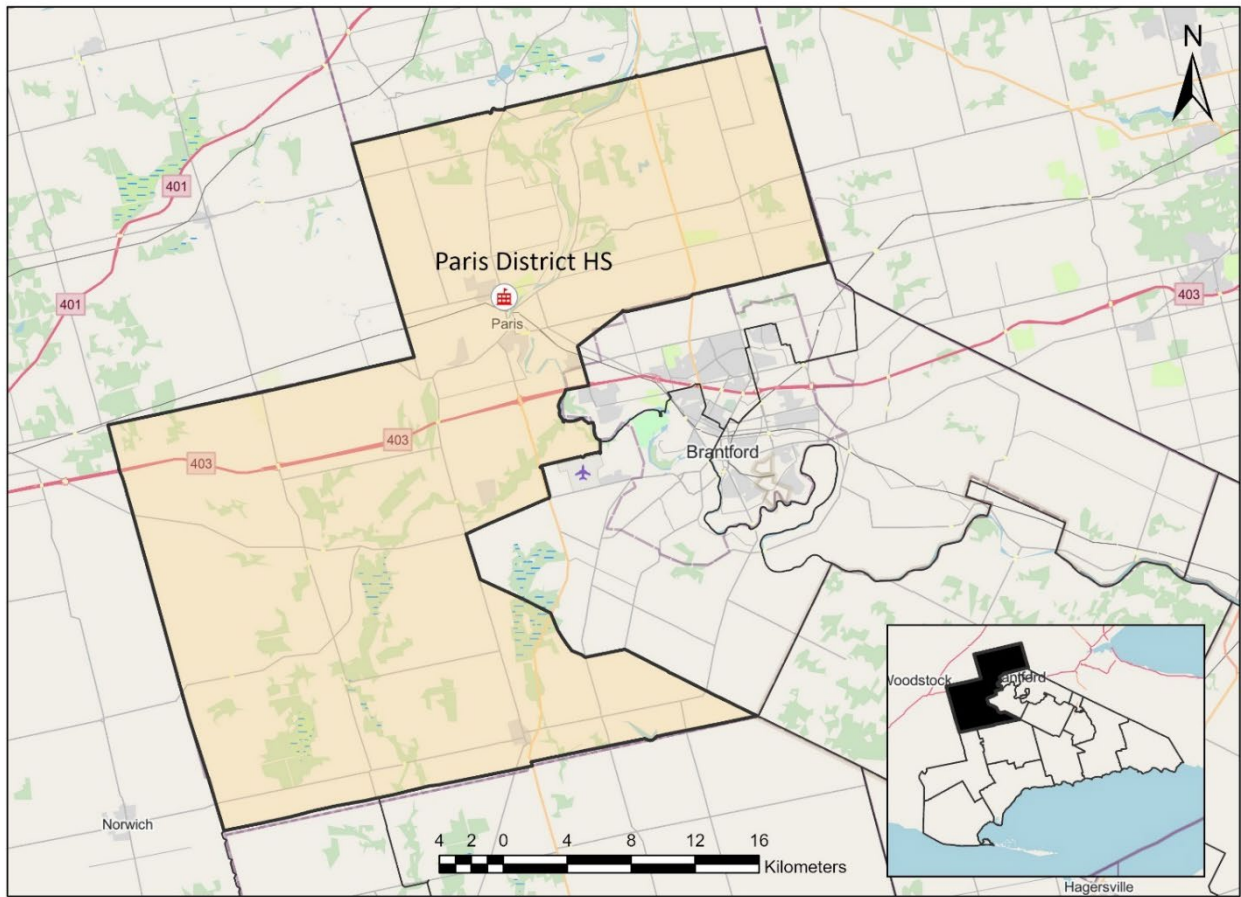 N
401
401
403
Paris District HS
Paris
403
403
Brantford
Woodstock
antford
Norwich
4 2 0 4 8 12 16
Kilometers
Hagersville